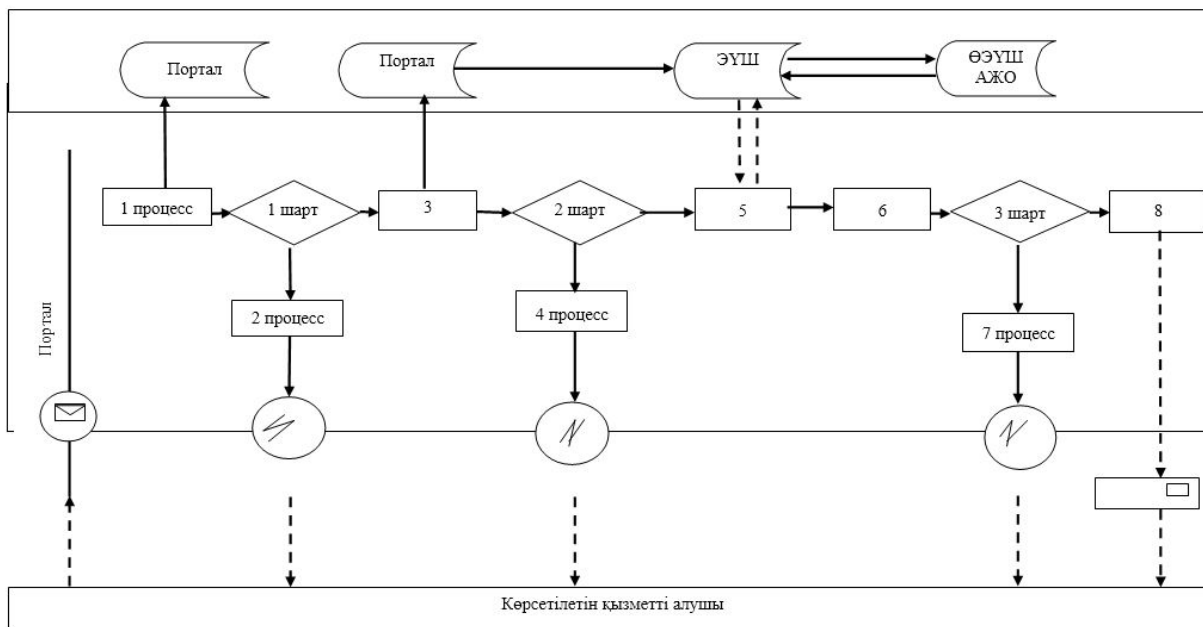 Портал
Портал
ЭҮШ
ӨЭҮШ
АЖО
1 процесс
1 шарт
3
2 шарт
5
6
3 шарт
8
2 процесс
4 процесс
7 процесс
Портал
Көрсетілетін қызметті алушы